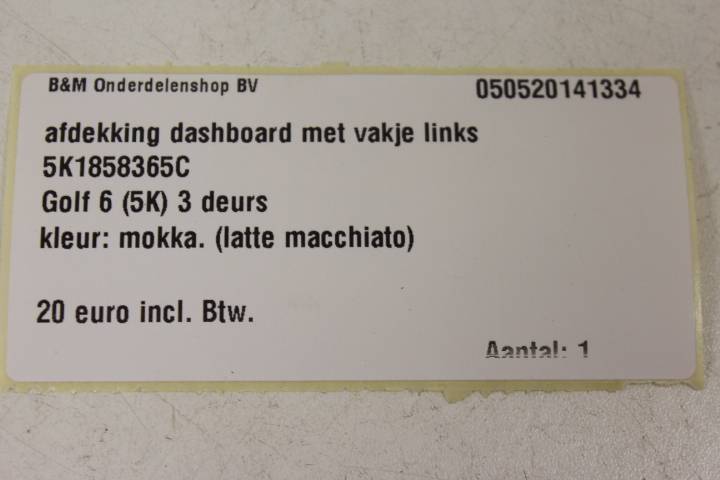 B&M Onderdelenshop BV 050520141334
afdekking dashboard met vakje links
5K1858365C
Golf 6 (5K) 3 deurs
kleur: mokka. (latte macchiato)
20 euro incl. Btw.
Aantal: 1